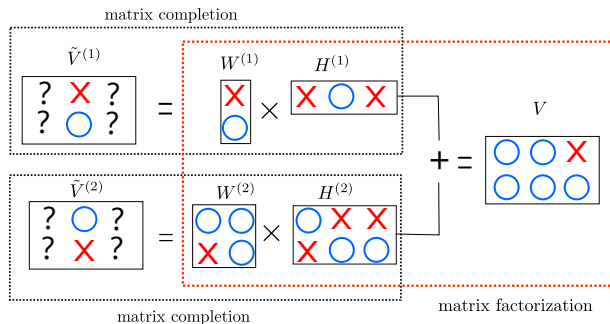 matrix completion
Ṽ⁽¹⁾ W⁽¹⁾ H⁽¹⁾
? X ? = X × X ○ X
? ○ ? ○
V
+ = ○ ○ X
○ ○ ○
Ṽ⁽²⁾ W⁽²⁾ H⁽²⁾
? ○ ? = ○ ○ × ○ X X
? X ? X ○ X ○ ○
matrix factorization
matrix completion